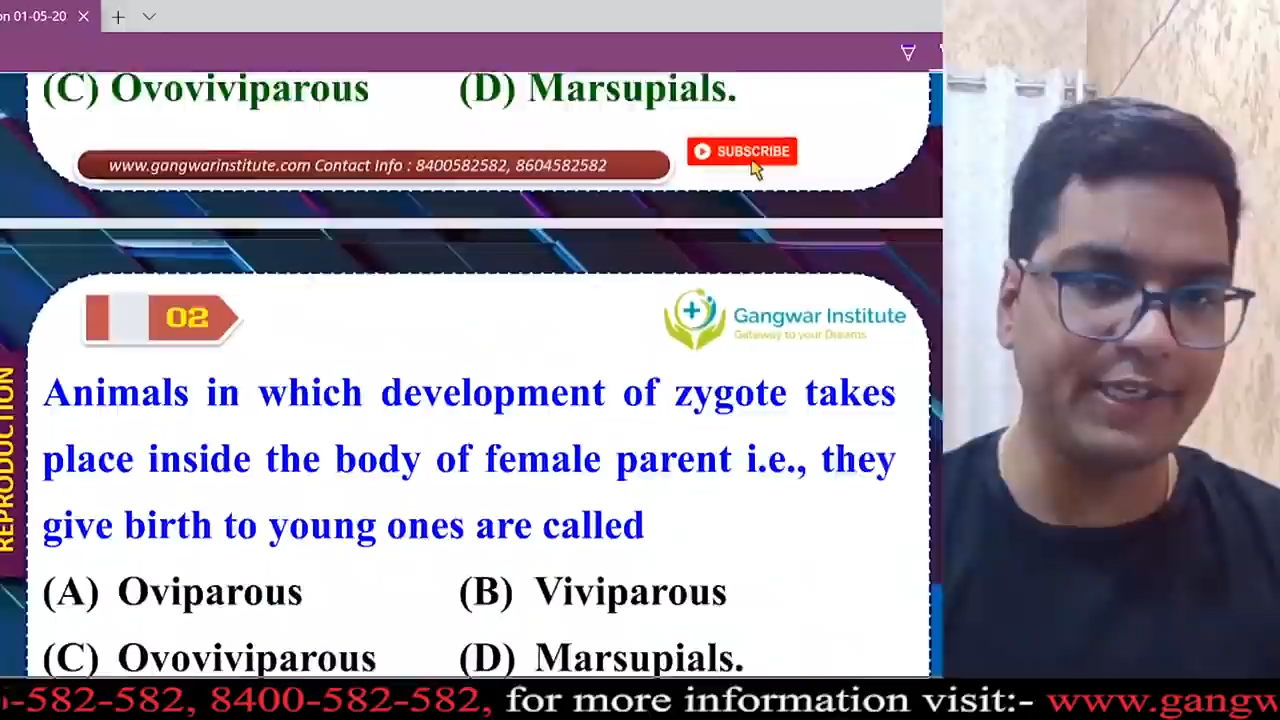 on 01-05-20
(C) Ovoviviparous (D) Marsupials.
www.gangwarinstitute.com Contact Info : 8400582582, 8604582582
SUBSCRIBE
02
Gangwar Institute
Gateway to your Dreams
REPRODUCTION
Animals in which development of zygote takes
place inside the body of female parent i.e., they
give birth to young ones are called
(A) Oviparous (B) Viviparous
(C) Ovoviviparous (D) Marsupials.
-582-582, 8400-582-582, for more information visit:- www.gangw